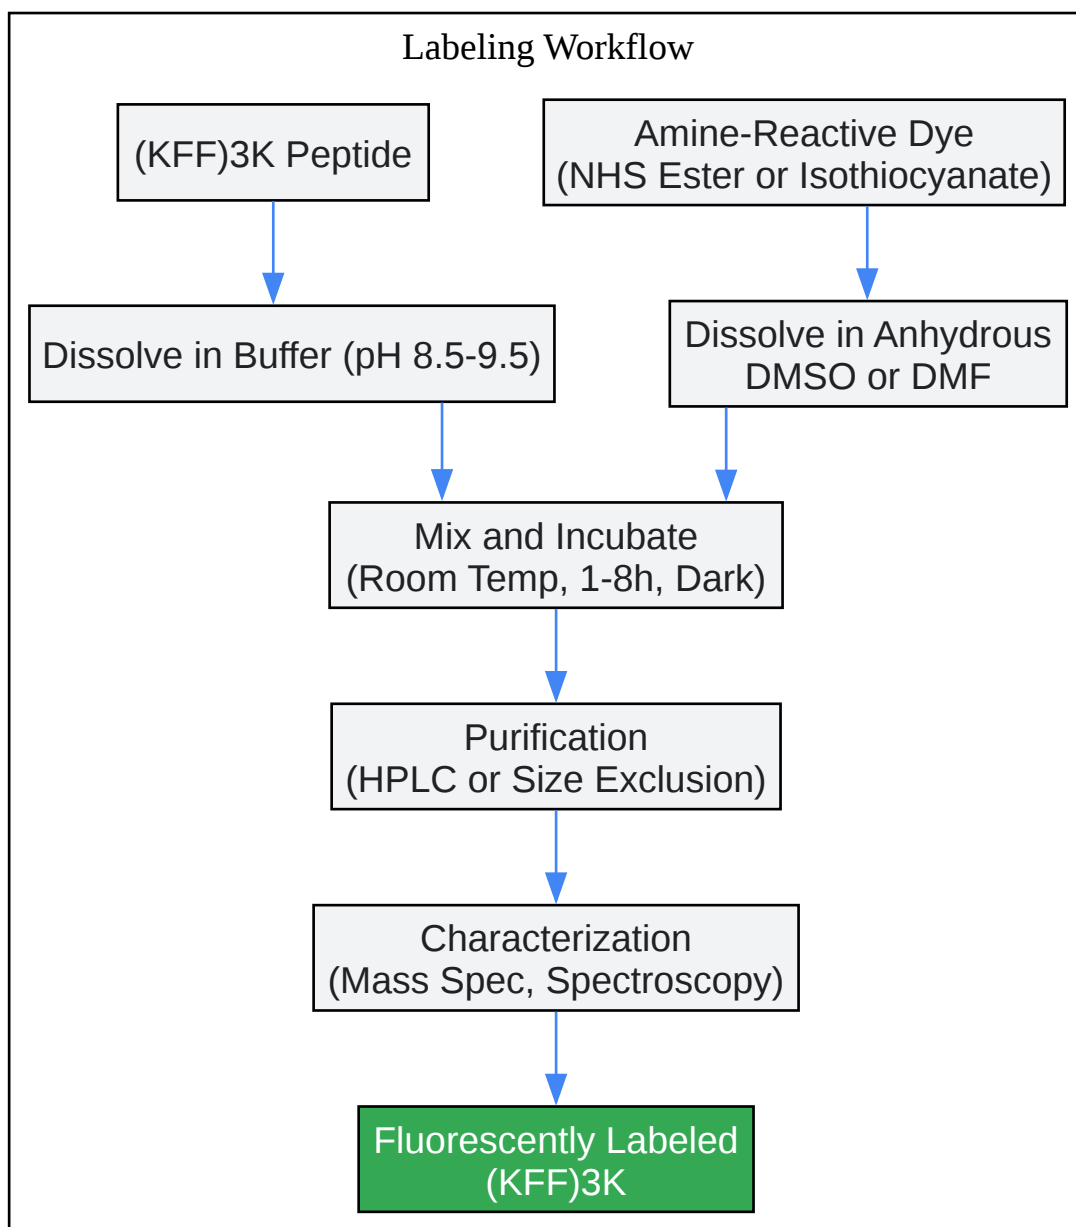 Labeling Workflow
(KFF)3K Peptide
Amine-Reactive Dye
(NHS Ester or Isothiocyanate)
Dissolve in Buffer (pH 8.5-9.5)
Dissolve in Anhydrous
DMSO or DMF
Mix and Incubate
(Room Temp, 1-8h, Dark)
Purification
(HPLC or Size Exclusion)
Characterization
(Mass Spec, Spectroscopy)
Fluorescently Labeled
(KFF)3K